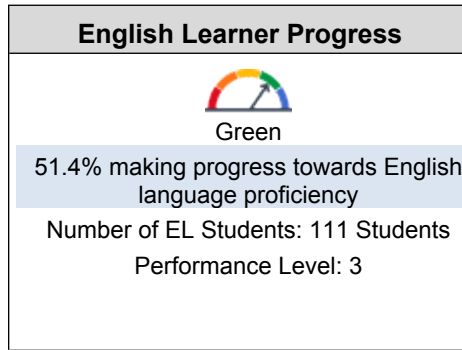 English Learner Progress
Green
51.4% making progress towards English
language proficiency
Number of EL Students: 111 Students
Performance Level: 3